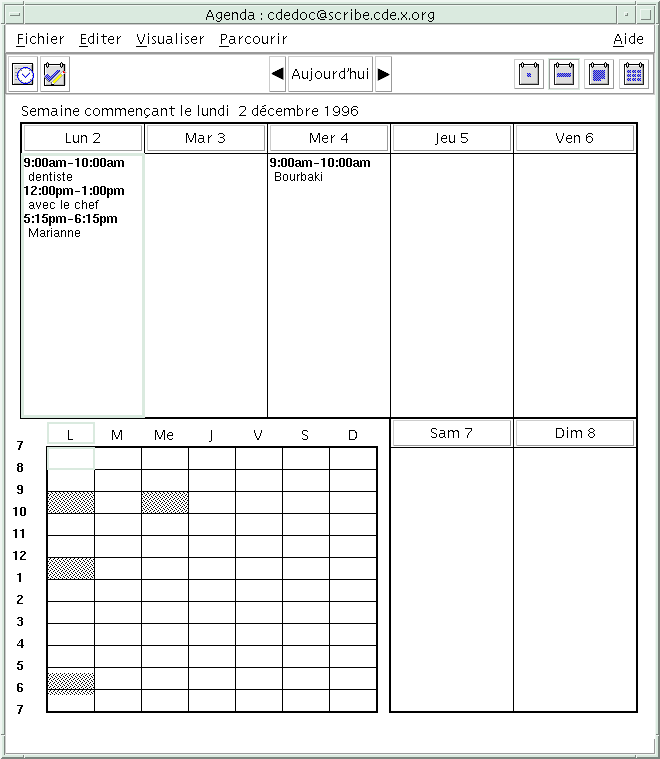 Agenda : cdedoc@scribe.cde.x.org
Fichier Editer Visualiser Parcourir Aide
Aujourd'hui
Semaine commençant le lundi 2 décembre 1996
Lun 2 Mar 3 Mer 4 Jeu 5 Ven 6
9:00am-10:00am
dentiste
12:00pm-1:00pm
avec le chef
5:15pm-6:15pm
Marianne
9:00am-10:00am
Bourbaki
L M Me J V S D
7
8
9
10
11
12
1
2
3
4
5
6
7
Sam 7 Dim 8